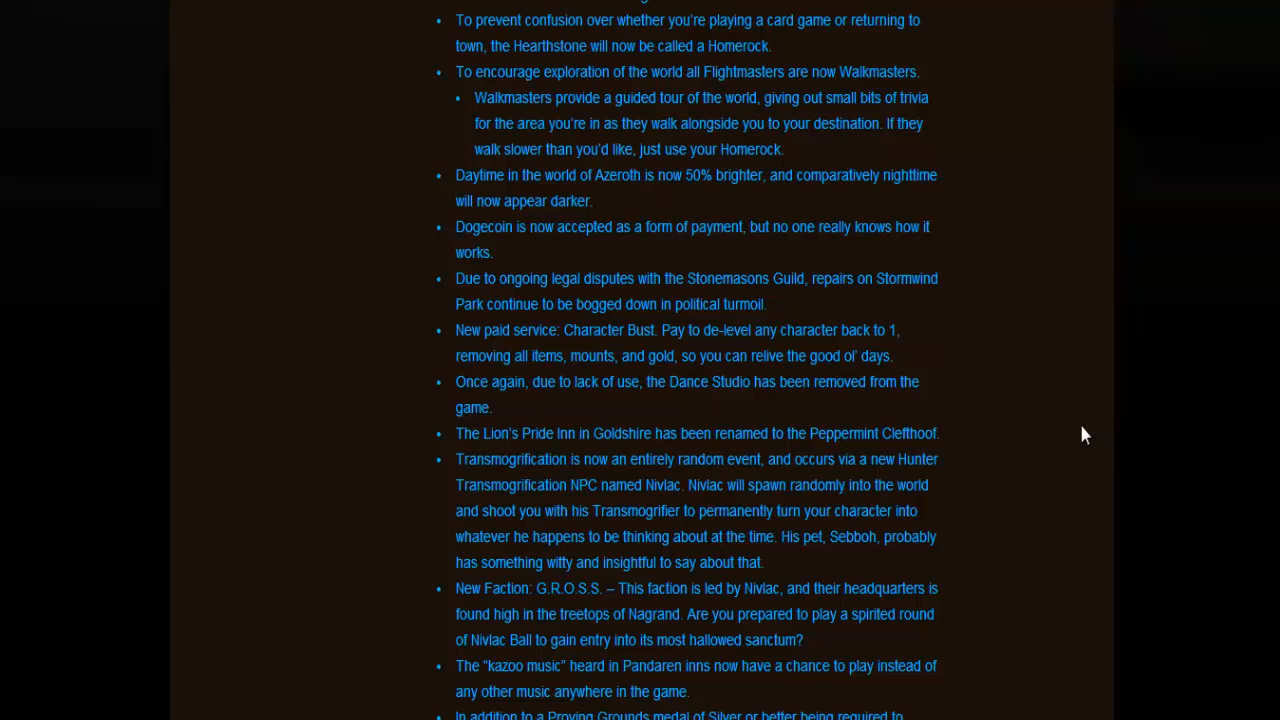 To prevent confusion over whether you're playing a card game or returning to
town, the Hearthstone will now be called a Homerock.
To encourage exploration of the world all Flightmasters are now Walkmasters.
Walkmasters provide a guided tour of the world, giving out small bits of trivia
for the area you're in as they walk alongside you to your destination. If they
walk slower than you'd like, just use your Homerock.
Daytime in the world of Azeroth is now 50% brighter, and comparatively nighttime
will now appear darker.
Dogecoin is now accepted as a form of payment, but no one really knows how it
works.
Due to ongoing legal disputes with the Stonemasons Guild, repairs on Stormwind
Park continue to be bogged down in political turmoil.
New paid service: Character Bust. Pay to de-level any character back to 1,
removing all items, mounts, and gold, so you can relive the good ol' days.
Once again, due to lack of use, the Dance Studio has been removed from the
game.
The Lion's Pride Inn in Goldshire has been renamed to the Peppermint Clefthoof.
Transmogrification is now an entirely random event, and occurs via a new Hunter
Transmogrification NPC named Nivlac. Nivlac will spawn randomly into the world
and shoot you with his Transmogrifier to permanently turn your character into
whatever he happens to be thinking about at the time. His pet, Sebboh, probably
has something witty and insightful to say about that.
New Faction: G.R.O.S.S. – This faction is led by Nivlac, and their headquarters is
found high in the treetops of Nagrand. Are you prepared to play a spirited round
of Nivlac Ball to gain entry into its most hallowed sanctum?
The “kazoo music” heard in Pandaren inns now have a chance to play instead of
any other music anywhere in the game.
In addition to a Proving Grounds medal of Silver or better being required to